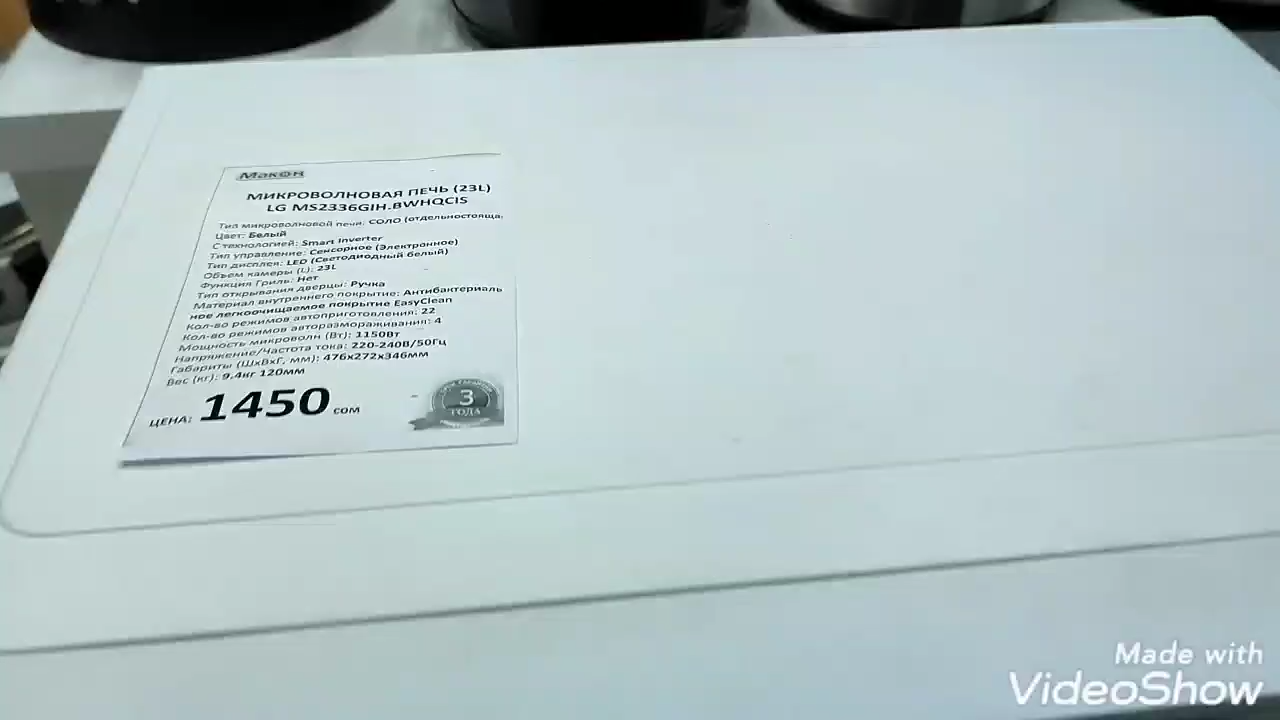 Макон
МИКРОВОЛНОВАЯ ПЕЧЬ (23L)
LG MS2336GIH.BWHQCIS
Тип микроволновой печи: СОЛО (отдельностояща
Цвет: Белый
С технологией: Smart Inverter
Тип управление: Сенсорное (Электронное)
Тип дисплея: LED (Светодиодный белый)
Объем камеры (L): 23L
Функция Гриль: Нет
Тип открывания дверцы: Ручка
Материал внутреннего покрытие: Антибактериаль
ное легкоочищаемое покрытие EasyClean
Кол-во режимов автоприготовления: 22
Кол-во режимов авторазмораживания: 4
Мощность микроволн (Вт): 1150Вт
Напряжение/Частота тока: 220-240В/50Гц
Габариты (ШхВхГ, мм): 476х272х346мм
Вес (кг): 9.4кг 120мм
ЦЕНА: 1450 сом
3
ГОДА
Made with
VideoShow